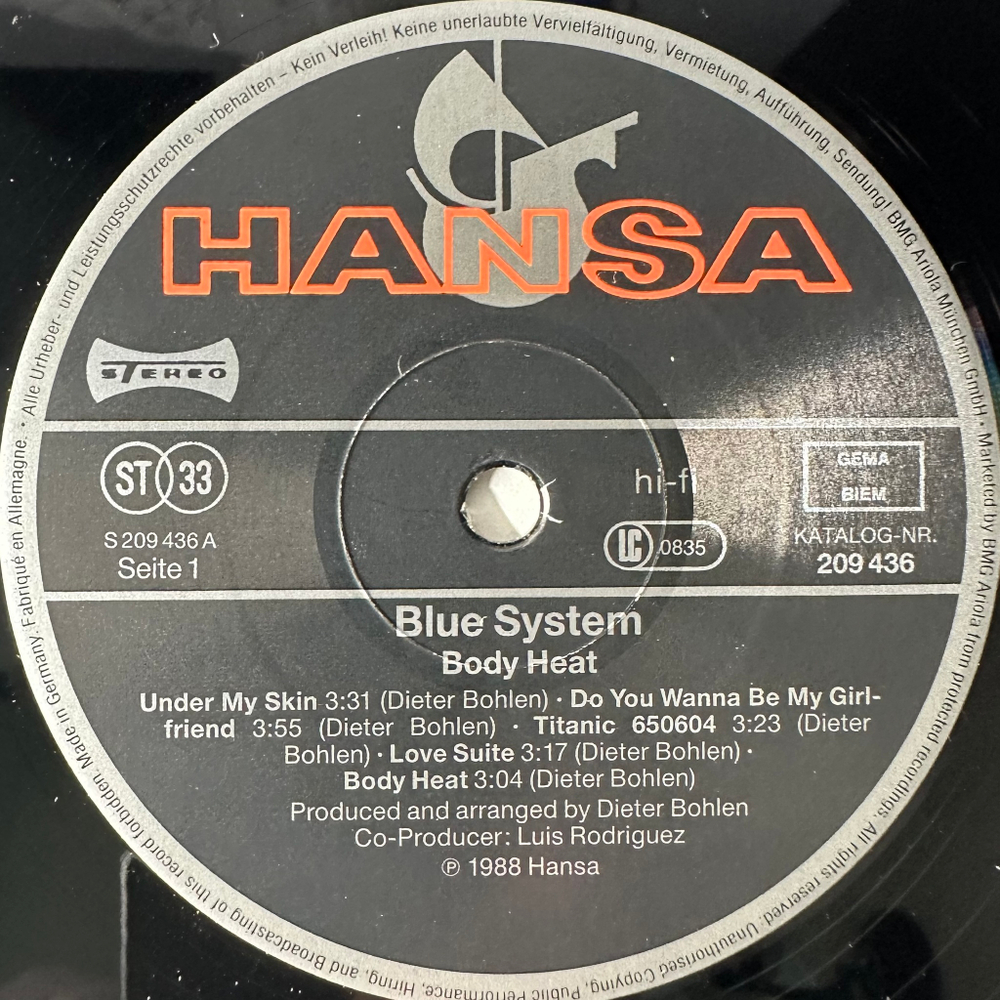 Alle Urheber- und Leistungsschutzrechte vorbehalten – Kein Verleih! Keine unerlaubte Vervielfältigung, Vermietung, Aufführung, Sendung! BMG Ariola München GmbH • Marketed by BMG Ariola from protected recordings. All rights reserved. Unauthorised Copying, Public Performance, Hiring, and Broadcasting of this record forbidden. Made in Germany. Fabriqué en Allemagne. •
HANSA
STEREO
ST 33
S 209 436 A
Seite 1
hi-fi
LC 0835
GEMA
BIEM
KATALOG-NR.
209 436
Blue System
Body Heat
Under My Skin 3:31 (Dieter Bohlen) · Do You Wanna Be My Girl-
friend 3:55 (Dieter Bohlen) · Titanic 650604 3:23 (Dieter
Bohlen) · Love Suite 3:17 (Dieter Bohlen) ·
Body Heat 3:04 (Dieter Bohlen)
Produced and arranged by Dieter Bohlen
Co-Producer: Luis Rodriguez
℗ 1988 Hansa